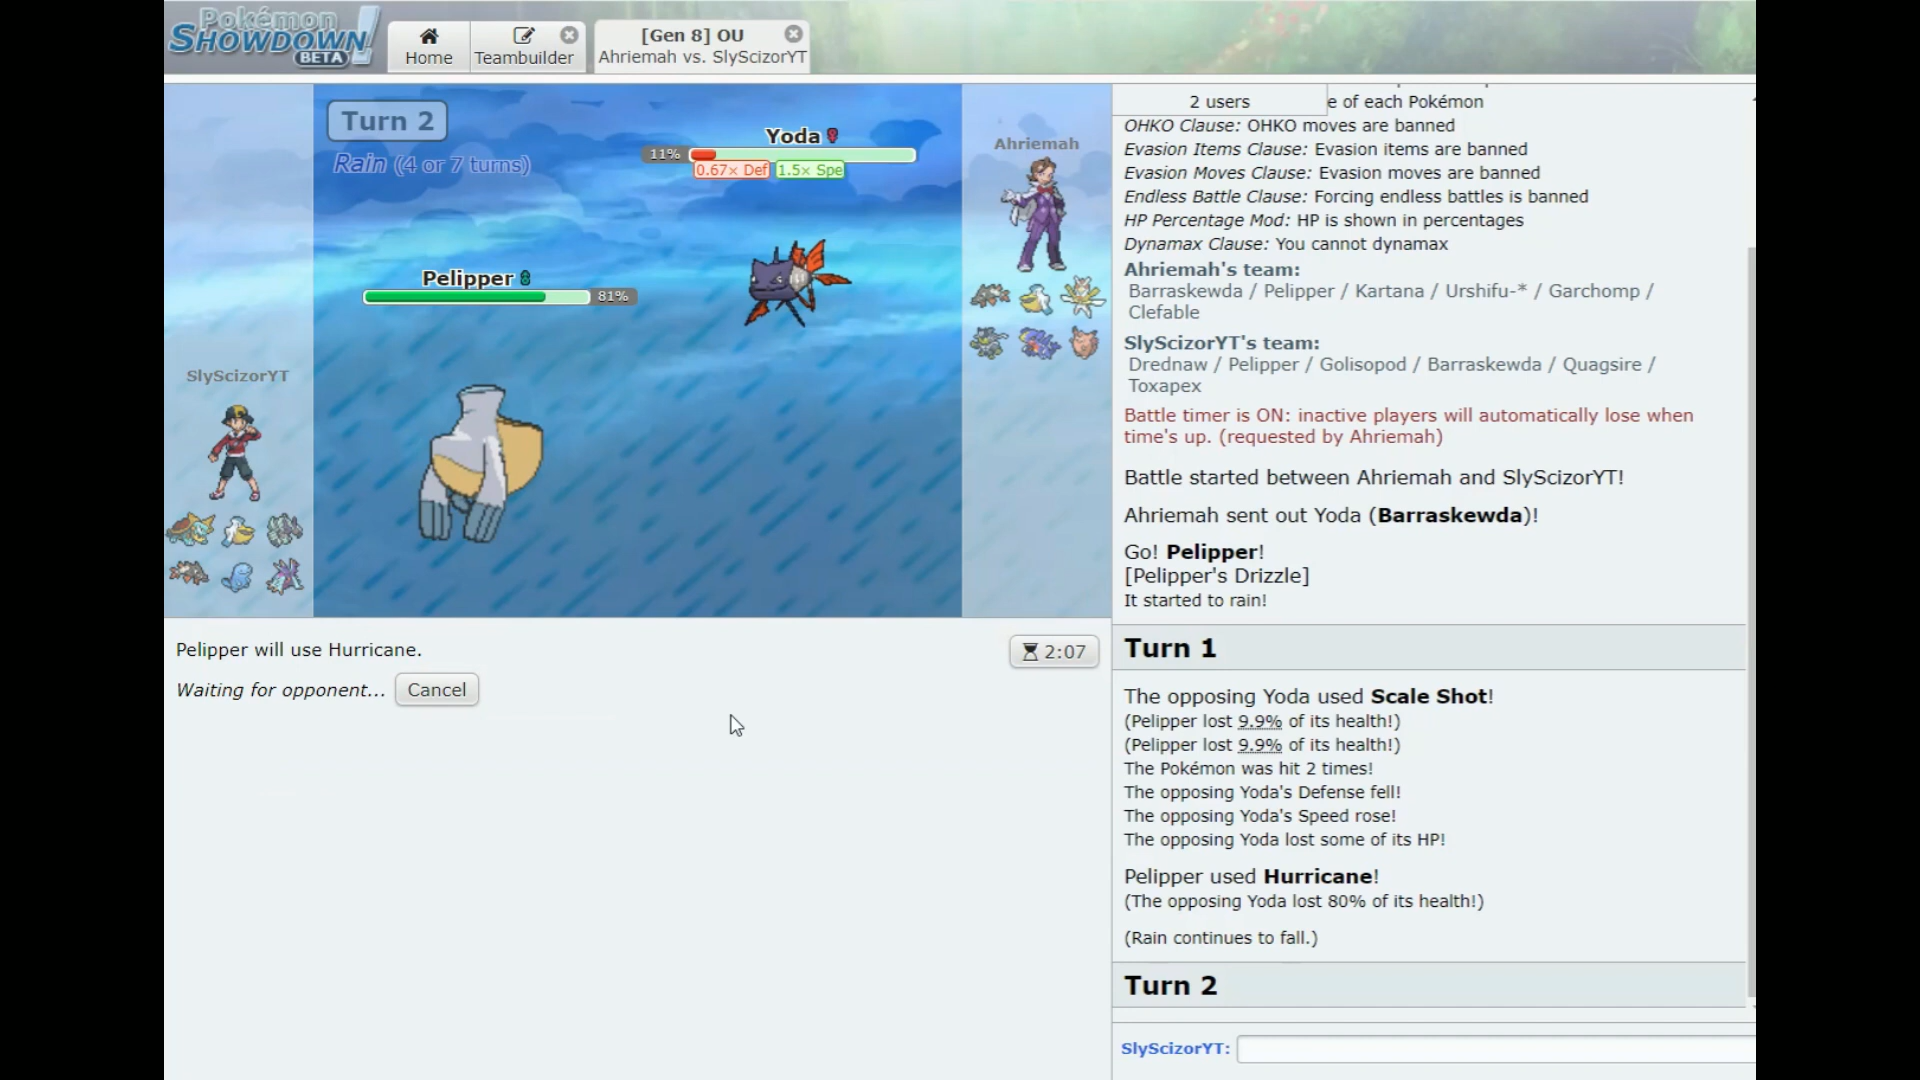 Pokémon
SHOWDOWN!
BETA
Home
Teambuilder
[Gen 8] OU
Ahriemah vs. SlyScizorYT
Turn 2
Rain (4 or 7 turns)
Yoda
11%
0.67× Def 1.5× Spe
Pelipper
81%
Ahriemah
SlyScizorYT
Pelipper will use Hurricane.
2:07
Waiting for opponent... Cancel
2 users
e of each Pokémon
OHKO Clause: OHKO moves are banned
Evasion Items Clause: Evasion items are banned
Evasion Moves Clause: Evasion moves are banned
Endless Battle Clause: Forcing endless battles is banned
HP Percentage Mod: HP is shown in percentages
Dynamax Clause: You cannot dynamax
Ahriemah's team:
Barraskewda / Pelipper / Kartana / Urshifu-* / Garchomp /
Clefable
SlyScizorYT's team:
Drednaw / Pelipper / Golisopod / Barraskewda / Quagsire /
Toxapex
Battle timer is ON: inactive players will automatically lose when
time's up. (requested by Ahriemah)
Battle started between Ahriemah and SlyScizorYT!
Ahriemah sent out Yoda (Barraskewda)!
Go! Pelipper!
[Pelipper's Drizzle]
It started to rain!
Turn 1
The opposing Yoda used Scale Shot!
(Pelipper lost 9.9% of its health!)
(Pelipper lost 9.9% of its health!)
The Pokémon was hit 2 times!
The opposing Yoda's Defense fell!
The opposing Yoda's Speed rose!
The opposing Yoda lost some of its HP!
Pelipper used Hurricane!
(The opposing Yoda lost 80% of its health!)
(Rain continues to fall.)
Turn 2
SlyScizorYT: